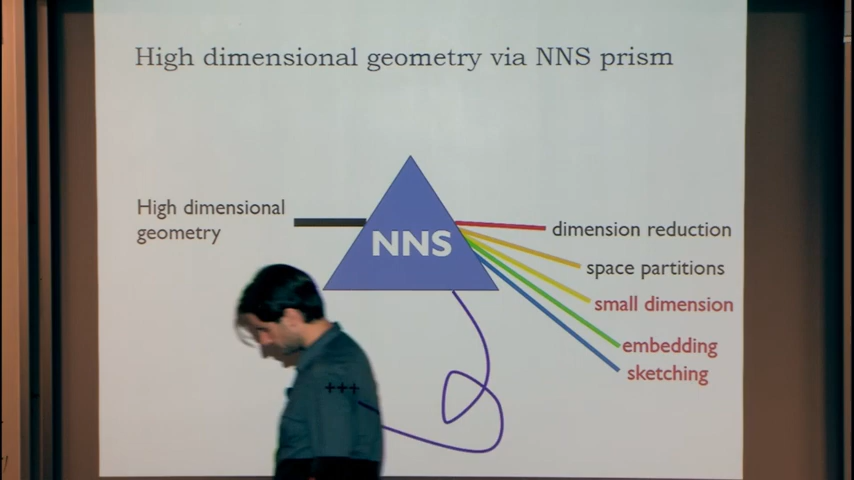 High dimensional geometry via NNS prism
High dimensional
geometry
NNS
dimension reduction
space partitions
small dimension
embedding
sketching
+++